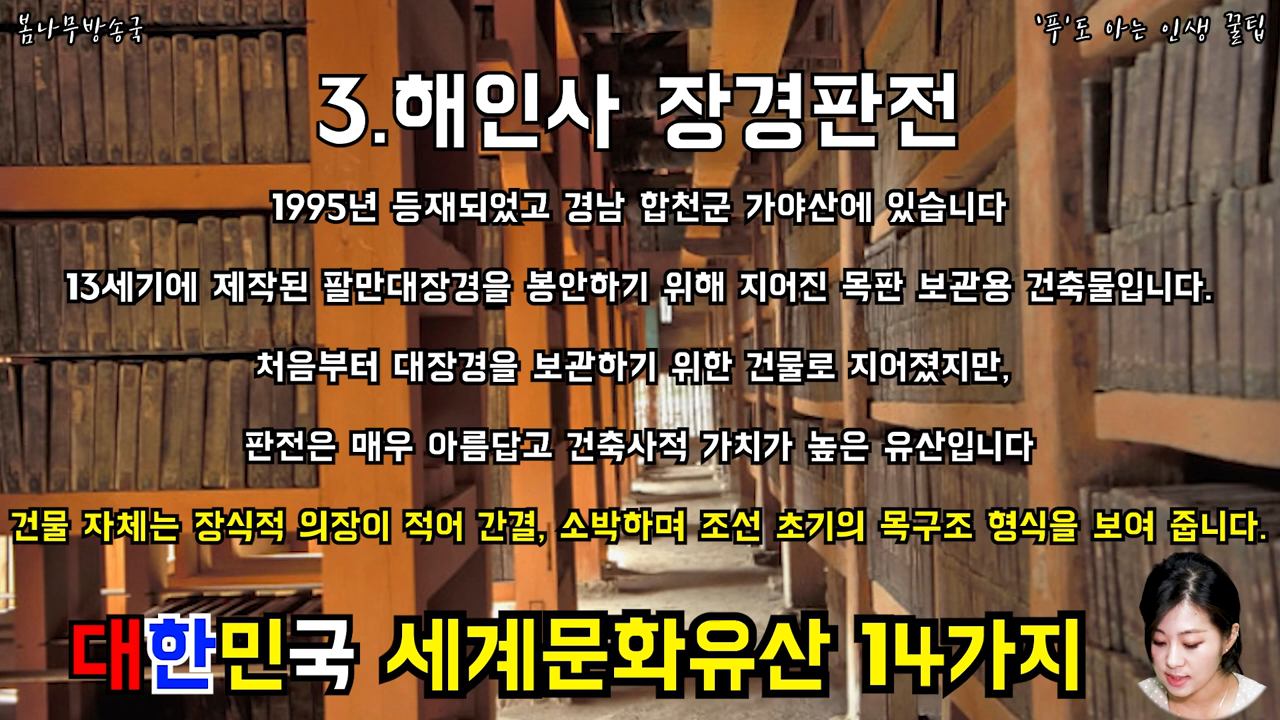 봄나무방송국
'푸'도 아는 인생 꿀팁
3.해인사 장경판전
1995년 등재되었고 경남 합천군 가야산에 있습니다
13세기에 제작된 팔만대장경을 봉안하기 위해 지어진 목판 보관용 건축물입니다.
처음부터 대장경을 보관하기 위한 건물로 지어졌지만,
판전은 매우 아름답고 건축사적 가치가 높은 유산입니다
건물 자체는 장식적 의장이 적어 간결, 소박하며 조선 초기의 목구조 형식을 보여 줍니다.
대한민국 세계문화유산 14가지